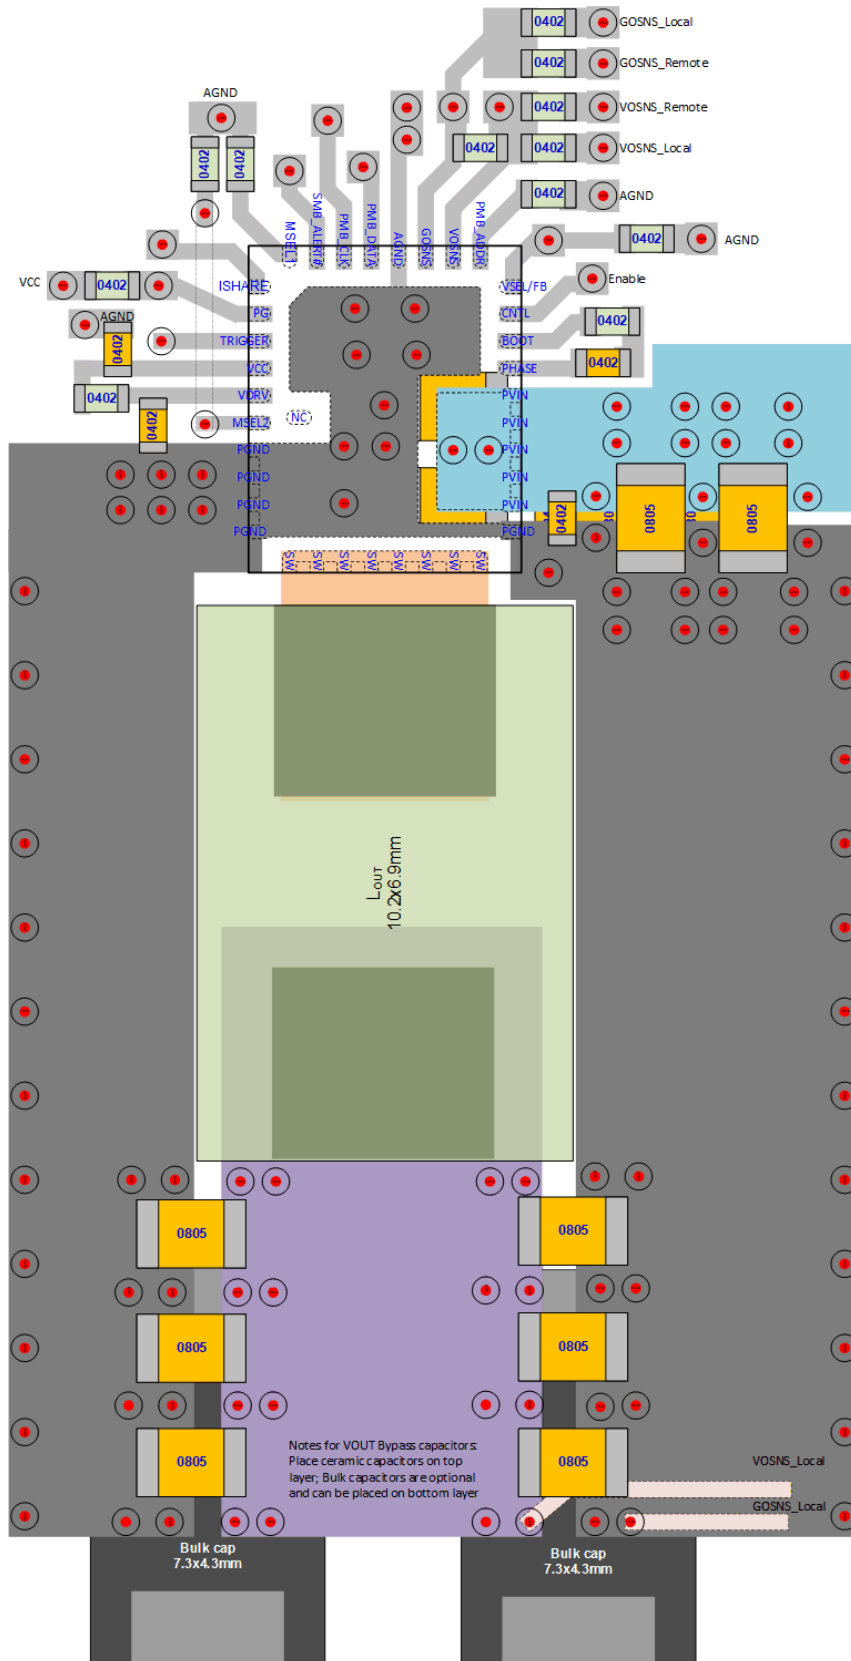 0402
GOSNS_Local
0402
GOSNS_Remote
AGND
0402
VOSNS_Remote
0402
0402
0402
0402
VOSNS_Local
0402
AGND
MSEL1
SMB_ALERT#
PMB_CLK
PMB_DATA
AGND
GOSNS
VOSNS
PMB_ADDR
0402
AGND
VCC
0402
ISHARE
VSEL/FB
Enable
AGND
PG
CNTL
0402
0402
TRIGGER
BOOT
VCC
PHASE
0402
0402
VDRV
PVIN
0402
MSEL2
NC
PVIN
PGND
PVIN
PGND
PVIN
PGND
PVIN
0402
0805
0805
PGND
PGND
SW
SW
SW
SW
SW
SW
SW
SW
LOUT
10.2x6.9mm
0805
0805
0805
0805
0805
0805
Notes for VOUT Bypass capacitors:
Place ceramic capacitors on top
layer; Bulk capacitors are optional
and can be placed on bottom layer
VOSNS_Local
GOSNS_Local
Bulk cap
7.3x4.3mm
Bulk cap
7.3x4.3mm